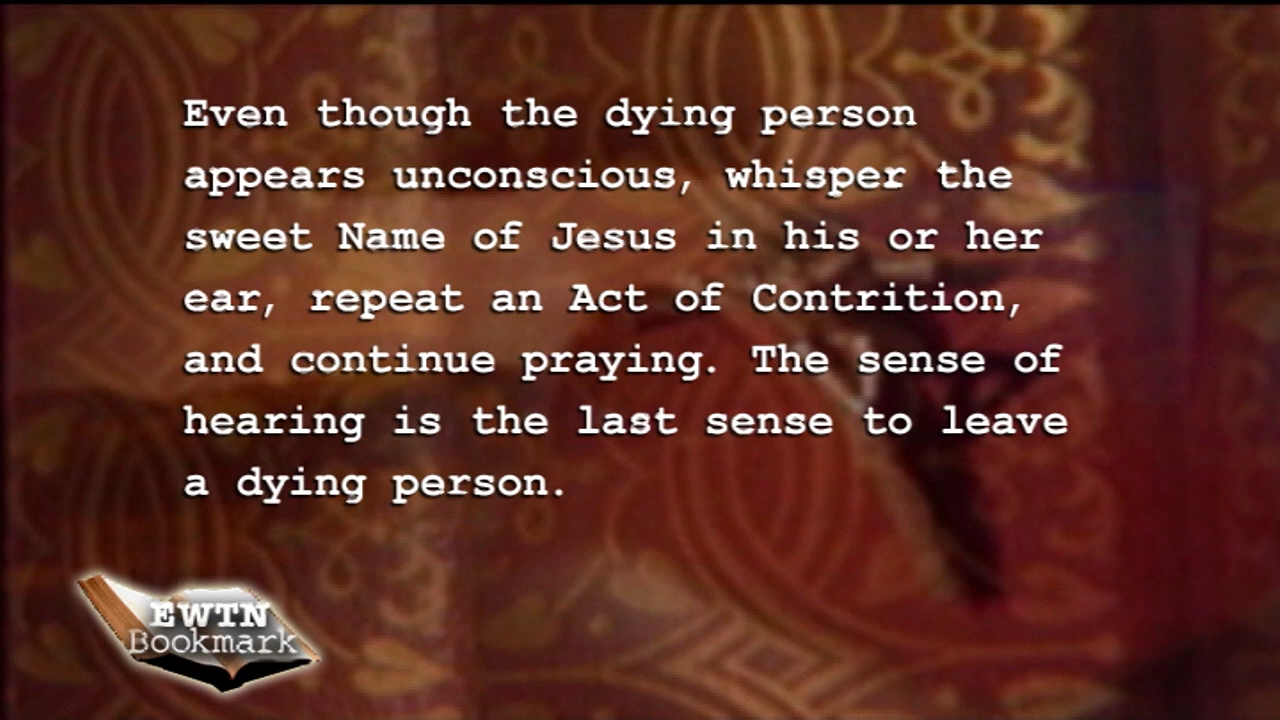 Even though the dying person
appears unconscious, whisper the
sweet Name of Jesus in his or her
ear, repeat an Act of Contrition,
and continue praying. The sense of
hearing is the last sense to leave
a dying person.
EWTN
Bookmark